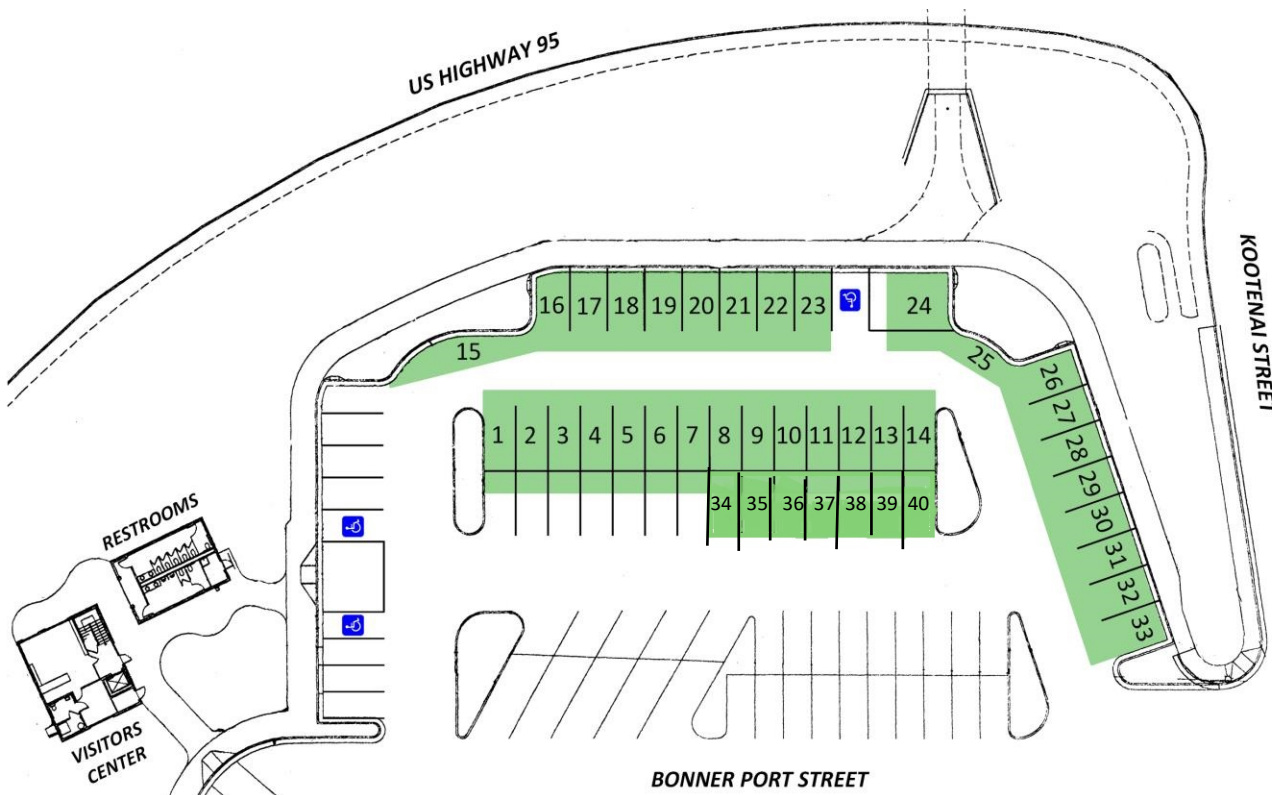 US HIGHWAY 95
KOOTENAI STREET
16 17 18 19 20 21 22 23 24
15
25
26
27
28
29
30
31
32
33
1 2 3 4 5 6 7 8 9 10 11 12 13 14
34 35 36 37 38 39 40
RESTROOMS
VISITORS
CENTER
BONNER PORT STREET